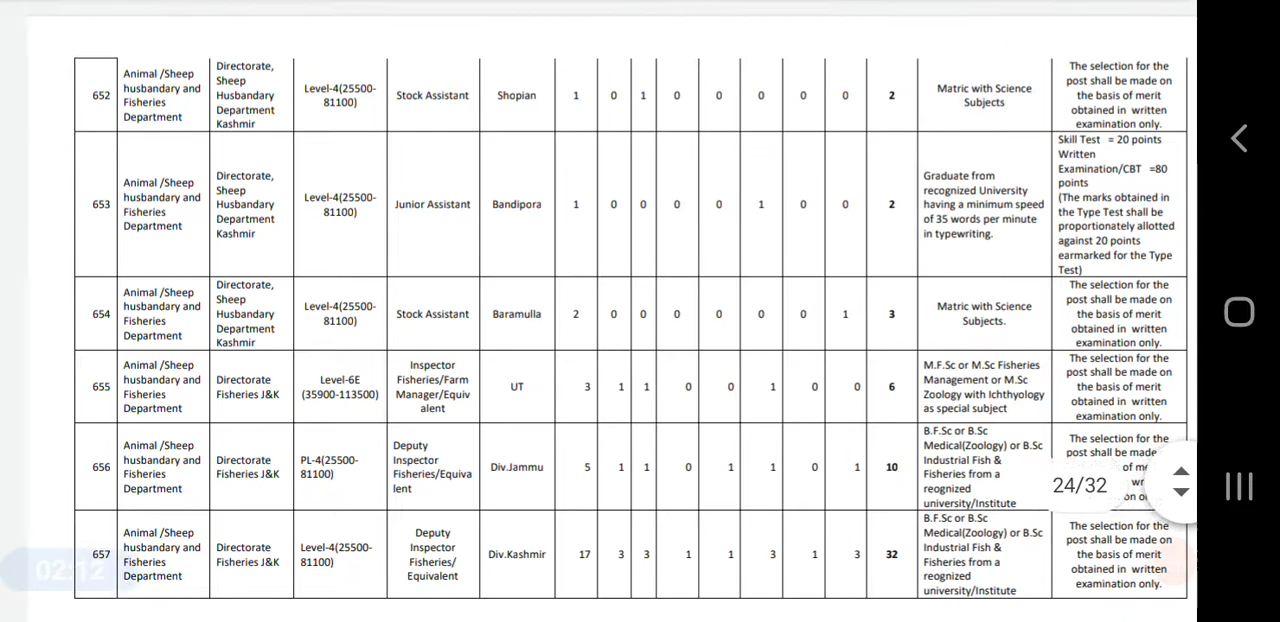 652
Animal /Sheep
husbandary and
Fisheries
Department
Directorate,
Sheep
Husbandary
Department
Kashmir
Level-4(25500-
81100)
Stock Assistant
Shopian
1 0 1 0 0 0 0 0 2
Matric with Science
Subjects
The selection for the
post shall be made on
the basis of merit
obtained in written
examination only.
653
Animal /Sheep
husbandary and
Fisheries
Department
Directorate,
Sheep
Husbandary
Department
Kashmir
Level-4(25500-
81100)
Junior Assistant
Bandipora
1 0 0 0 0 1 0 0 2
Graduate from
recognized University
having a minimum speed
of 35 words per minute
in typewriting.
Skill Test = 20 points
Written
Examination/CBT =80
points
(The marks obtained in
the Type Test shall be
proportionately allotted
against 20 points
earmarked for the Type
Test)
654
Animal /Sheep
husbandary and
Fisheries
Department
Directorate,
Sheep
Husbandary
Department
Kashmir
Level-4(25500-
81100)
Stock Assistant
Baramulla
2 0 0 0 0 0 0 1 3
Matric with Science
Subjects.
The selection for the
post shall be made on
the basis of merit
obtained in written
examination only.
655
Animal /Sheep
husbandary and
Fisheries
Department
Directorate
Fisheries J&K
Level-6E
(35900-113500)
Inspector
Fisheries/Farm
Manager/Equiv
alent
UT
3 1 1 0 0 1 0 0 6
M.F.Sc or M.Sc Fisheries
Management or M.Sc
Zoology with Ichthyology
as special subject
The selection for the
post shall be made on
the basis of merit
obtained in written
examination only.
656
Animal /Sheep
husbandary and
Fisheries
Department
Directorate
Fisheries J&K
PL-4(25500-
81100)
Deputy
Inspector
Fisheries/Equiva
lent
Div.Jammu
5 1 1 0 1 1 0 1 10
B.F.Sc or B.Sc
Medical(Zoology) or B.Sc
Industrial Fish &
Fisheries from a
reognized
university/Institute
The selection for the
post shall be made
of
24/32
657
Animal /Sheep
husbandary and
Fisheries
Department
Directorate
Fisheries J&K
Level-4(25500-
81100)
Deputy
Inspector
Fisheries/
Equivalent
Div.Kashmir
17 3 3 1 1 3 1 3 32
B.F.Sc or B.Sc
Medical(Zoology) or B.Sc
Industrial Fish &
Fisheries from a
reognized
university/Institute
The selection for the
post shall be made on
the basis of merit
obtained in written
examination only.
02:12